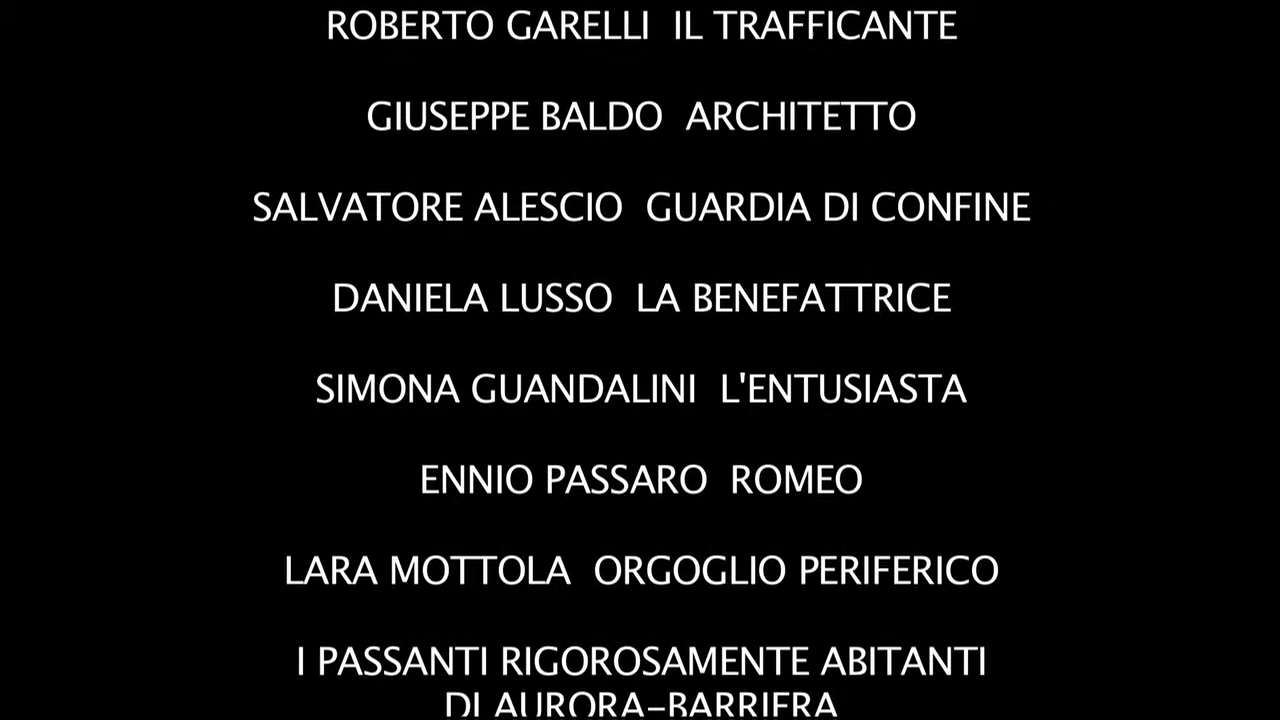 ROBERTO GARELLI  IL TRAFFICANTE
GIUSEPPE BALDO  ARCHITETTO
SALVATORE ALESCIO  GUARDIA DI CONFINE
DANIELA LUSSO  LA BENEFATTRICE
SIMONA GUANDALINI  L'ENTUSIASTA
ENNIO PASSARO  ROMEO
LARA MOTTOLA  ORGOGLIO PERIFERICO
I PASSANTI RIGOROSAMENTE ABITANTI
DI AURORA-BARRIERA